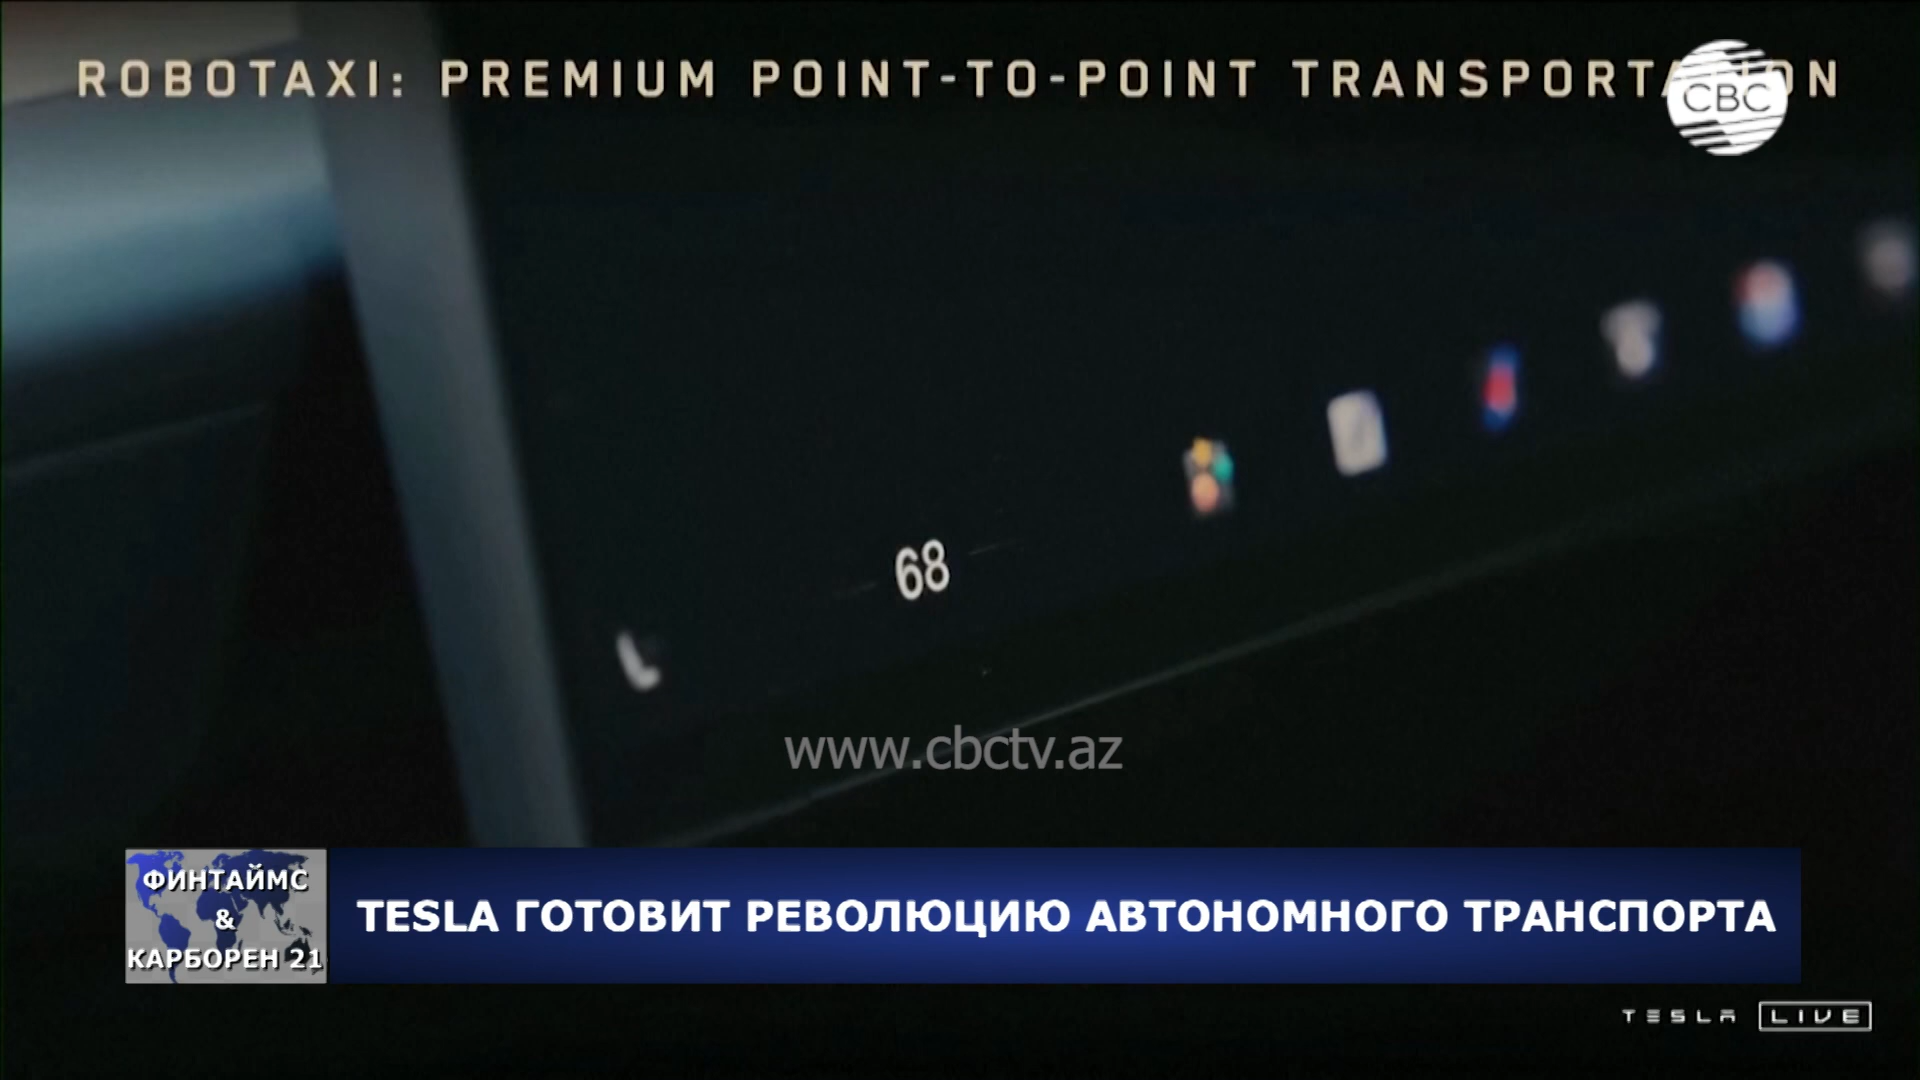 ROBOTAXI: PREMIUM POINT-TO-POINT TRANSPORTATION
CBC
68
www.cbctv.az
ФИНТАЙМС
&
КАРБОРЕН 21
TESLA ГОТОВИТ РЕВОЛЮЦИЮ АВТОНОМНОГО ТРАНСПОРТА
TESLA LIVE